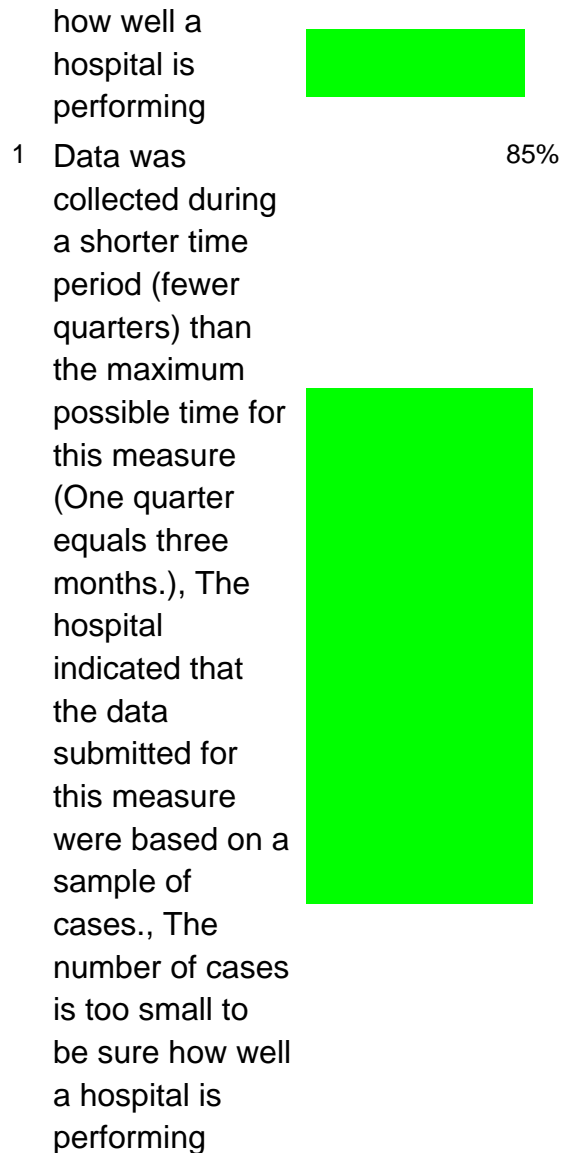 how well a
hospital is
performing
1 Data was 85%
collected during
a shorter time
period (fewer
quarters) than
the maximum
possible time for
this measure
(One quarter
equals three
months.), The
hospital
indicated that
the data
submitted for
this measure
were based on a
sample of
cases., The
number of cases
is too small to
be sure how well
a hospital is
performing